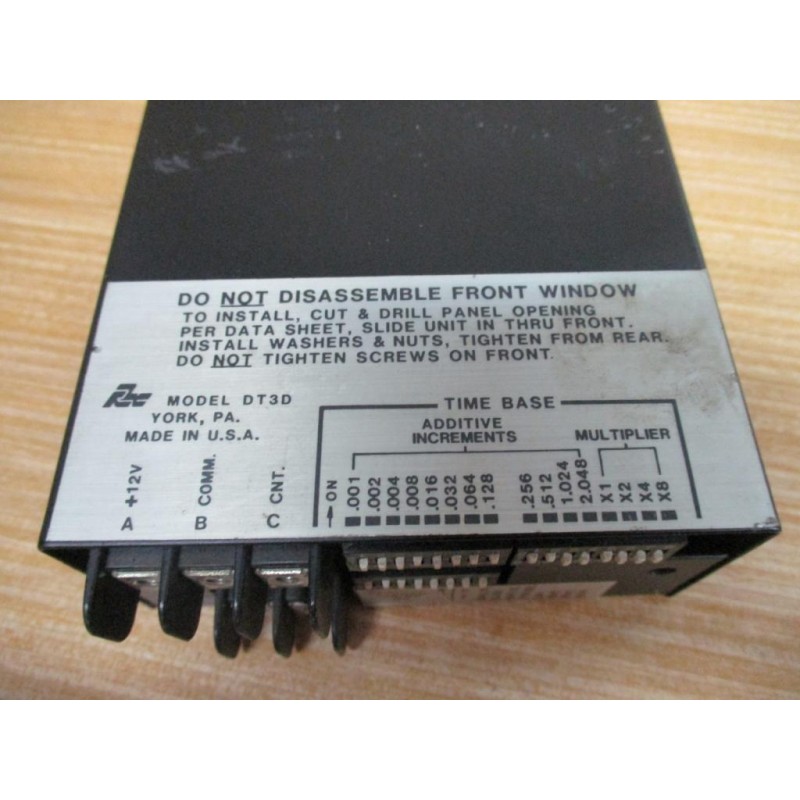 DO NOT DISASSEMBLE FRONT WINDOW
TO INSTALL, CUT & DRILL PANEL OPENING
PER DATA SHEET, SLIDE UNIT IN THRU FRONT.
INSTALL WASHERS & NUTS, TIGHTEN FROM REAR.
DO NOT TIGHTEN SCREWS ON FRONT.
RLC MODEL DT3D
YORK, PA.
MADE IN U.S.A.
+12V COMM. CNT.
A B C
TIME BASE
ADDITIVE
INCREMENTS
MULTIPLIER
ON .001 .002 .004 .008 .016 .032 .064 .128 .256 .512 1.024 2.048 X1 X2 X4 X8